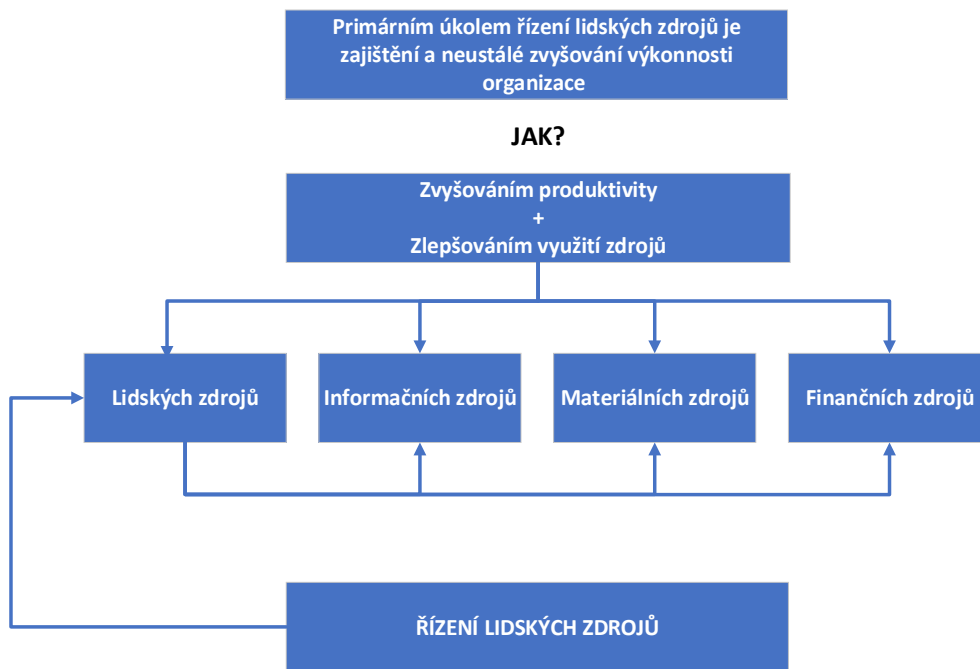 Primárním úkolem řízení lidských zdrojů je
zajištění a neustálé zvyšování výkonnosti
organizace
JAK?
Zvyšováním produktivity
+
Zlepšováním využití zdrojů
Lidských zdrojů
Informačních zdrojů
Materiálních zdrojů
Finančních zdrojů
ŘÍZENÍ LIDSKÝCH ZDROJŮ